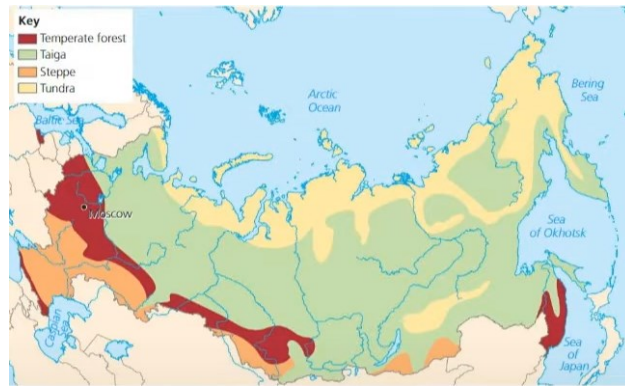 Key
Temperate forest
Taiga
Steppe
Tundra
Arctic
Ocean
Bering
Sea
Baltic Sea
Moscow
Sea
of Okhotsk
Caspian
Sea
Sea
of
Japan